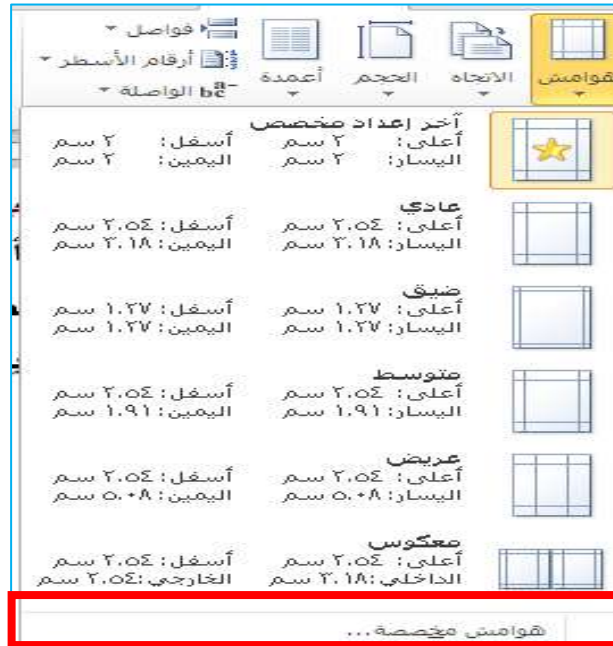 فواصل
أرقام الأسطر
الواصلة
هوامش
الاتجاه
الحجم
أعمدة
آخر إعداد مخصص
أعلى: ٢ سم أسفل: ٢ سم
اليسار: ٢ سم اليمين: ٢ سم
عادي
أعلى: ٢.٥٤ سم أسفل: ٢.٥٤ سم
اليسار: ٢.١٨ سم اليمين: ٢.١٨ سم
ضيق
أعلى: ١.٢٧ سم أسفل: ١.٢٧ سم
اليسار: ١.٢٧ سم اليمين: ١.٢٧ سم
متوسط
أعلى: ٢.٥٤ سم أسفل: ٢.٥٤ سم
اليسار: ١.٩١ سم اليمين: ١.٩١ سم
عريض
أعلى: ٢.٥٤ سم أسفل: ٢.٥٤ سم
اليسار: ٥.٠٨ سم اليمين: ٥.٠٨ سم
معكوس
أعلى: ٢.٥٤ سم أسفل: ٢.٥٤ سم
الداخلي: ٢.١٨ سم الخارجي: ٢.٥٤ سم
هوامش مخصصة...